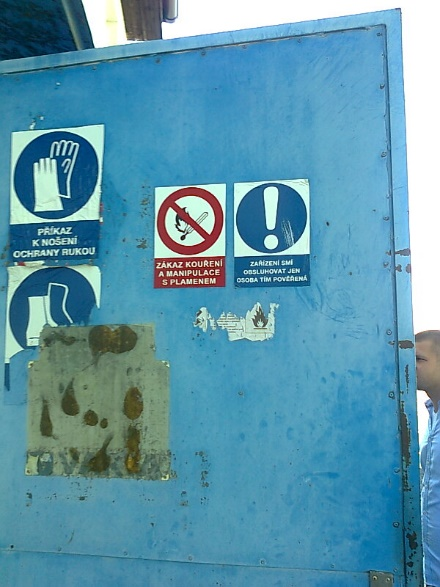 PŘÍKAZ
K NOŠENÍ
OCHRANY RUKOU
ZÁKAZ KOUŘENÍ
A MANIPULACE
S PLAMENEM
ZAŘÍZENÍ SMÍ
OBSLUHOVAT JEN
OSOBA TÍM POVĚŘENÁ